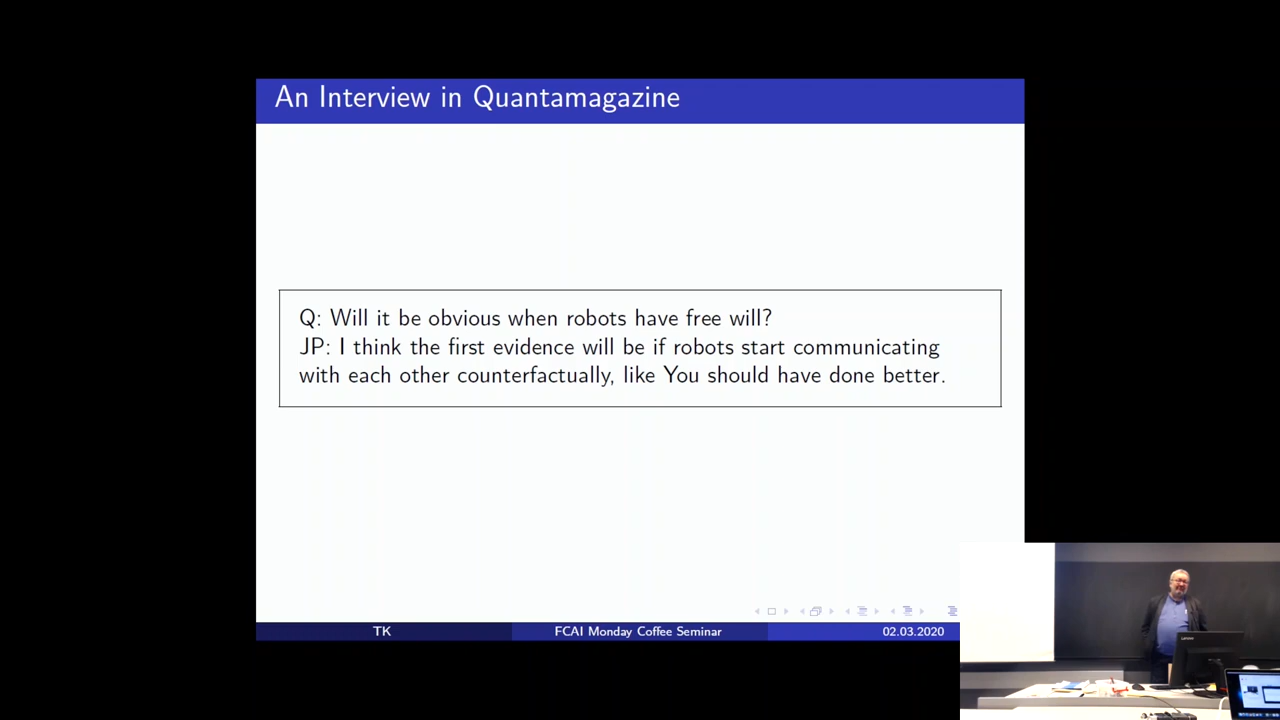 An Interview in Quantamagazine
Q: Will it be obvious when robots have free will?
JP: I think the first evidence will be if robots start communicating
with each other counterfactually, like You should have done better.
TK
FCAI Monday Coffee Seminar
02.03.2020
Lenovo